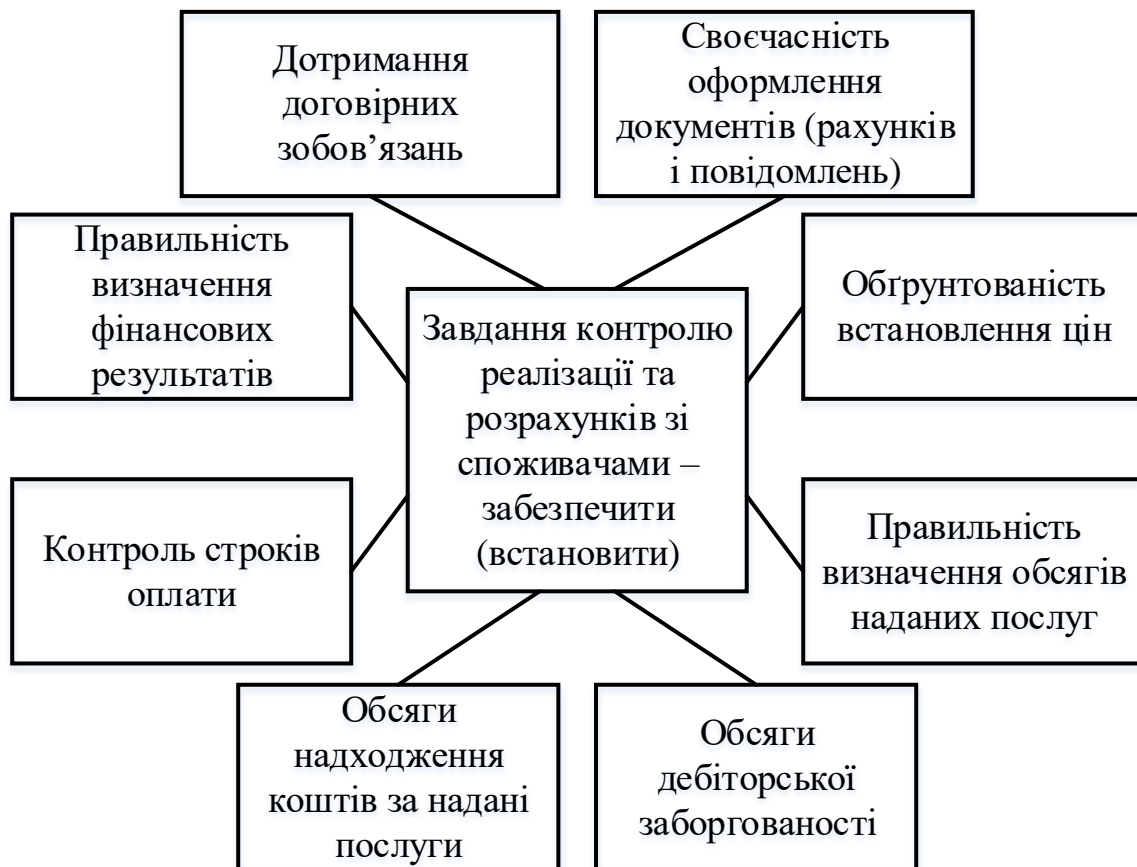 Дотримання
договірних
зобов’язань
Своєчасність
оформлення
документів (рахунків
і повідомлень)
Правильність
визначення
фінансових
результатів
Завдання контролю
реалізації та
розрахунків зі
споживачами –
забезпечити
(встановити)
Обґрунтованість
встановлення цін
Контроль строків
оплати
Правильність
визначення обсягів
наданих послуг
Обсяги
надходження
коштів за надані
послуги
Обсяги
дебіторської
заборгованості